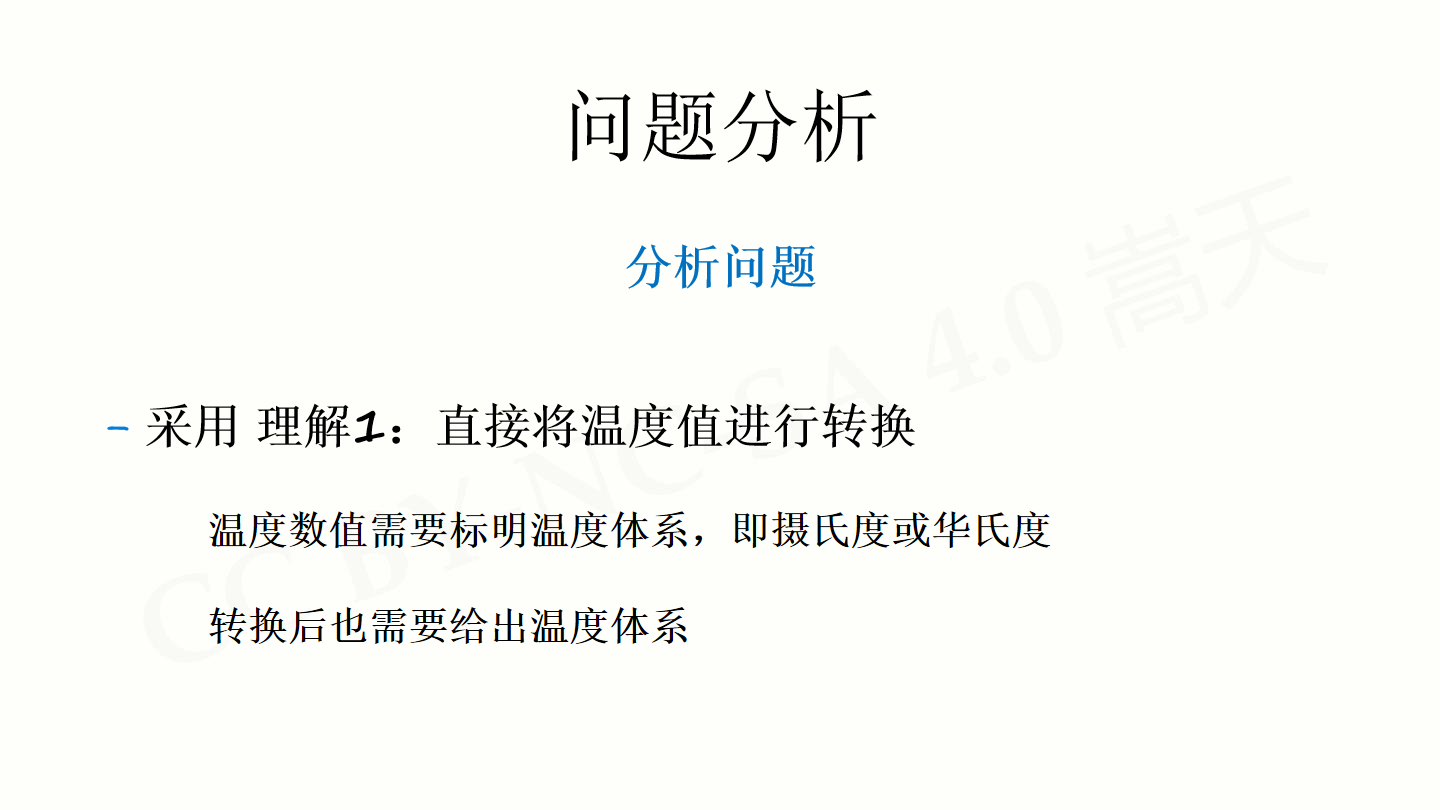 问题分析
分析问题
- 采用 理解1：直接将温度值进行转换
温度数值需要标明温度体系，即摄氏度或华氏度
转换后也需要给出温度体系
CC BY NC-SA 4.0 嵩天